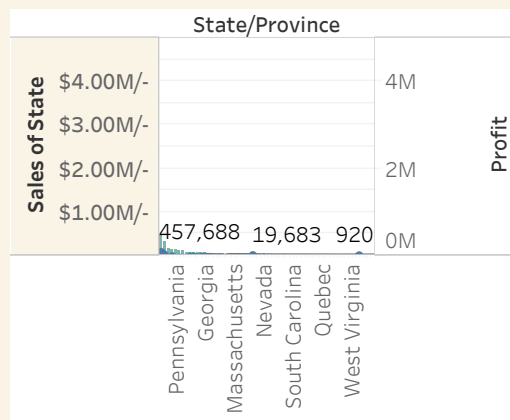 State/Province
Sales of State
$4.00M/-
$3.00M/-
$2.00M/-
$1.00M/-
457,688 19,683 920
4M
2M
0M
Profit
Pennsylvania
Georgia
Massachusetts
Nevada
South Carolina
Quebec
West Virginia